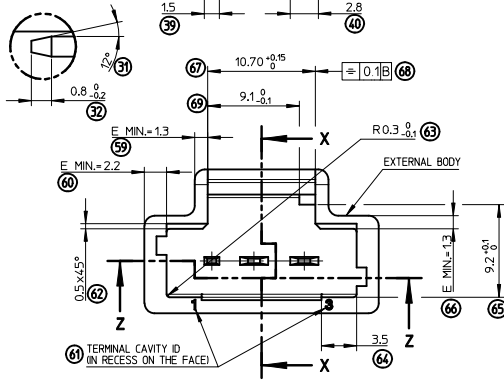 1.5
39
2.8
40
12°
31
0.8 0 -0.2
32
67
10.70 +0.15 0
⌯ 0.1 B
68
69
9.1 0 -0.1
E MIN.= 1.3
59
X
R 0.3 0 -0.1
63
EXTERNAL BODY
E MIN.= 2.2
60
0.5x45°
62
E MIN.= 1.3
66
9.2 +0.1 0
65
Z
Z
1
3
61
TERMINAL CAVITY ID
(IN RECESS ON THE FACE)
3.5
64
X